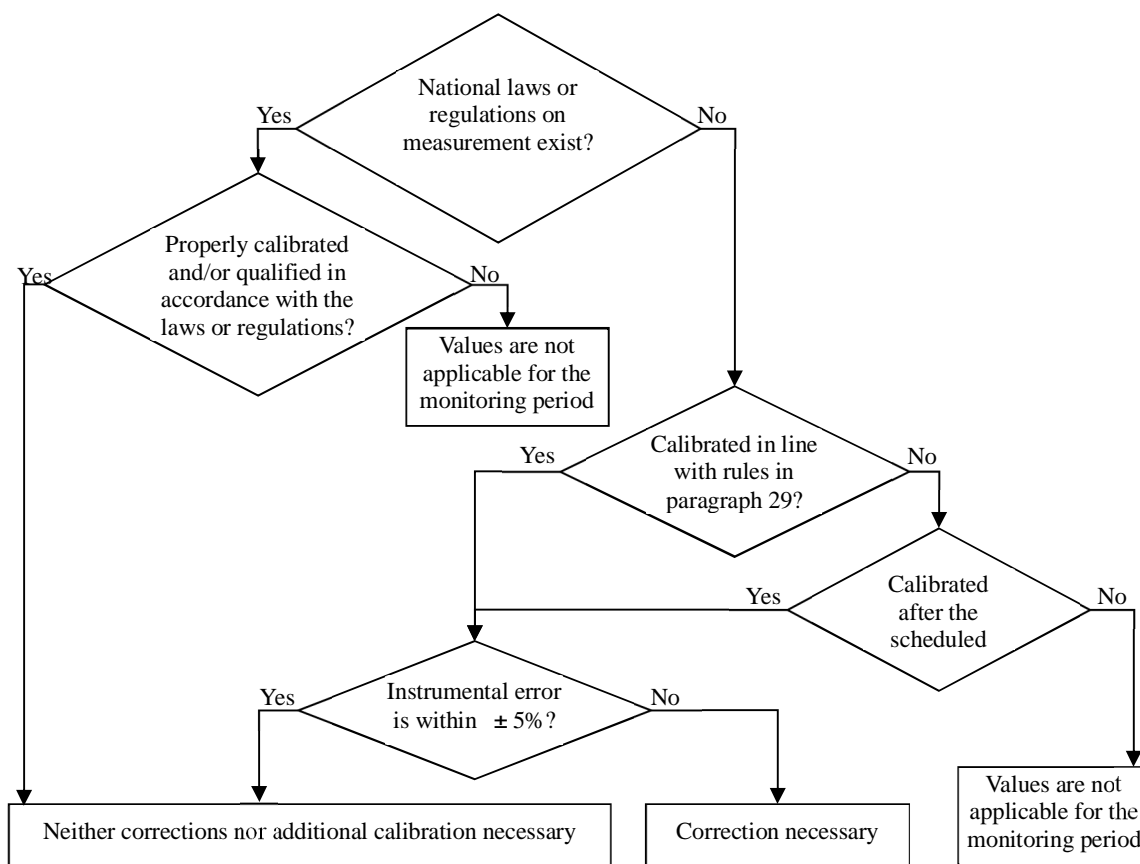 National laws or
regulations on
measurement exist?
Yes
No
Properly calibrated
and/or qualified in
accordance with the
laws or regulations?
Yes
No
Values are not
applicable for the
monitoring period
Calibrated in line
with rules in
paragraph 29?
Yes
No
Calibrated
after the
scheduled
Yes
No
Instrumental error
is within ± 5%?
Yes
No
Neither corrections nor additional calibration necessary
Correction necessary
Values are not
applicable for the
monitoring period